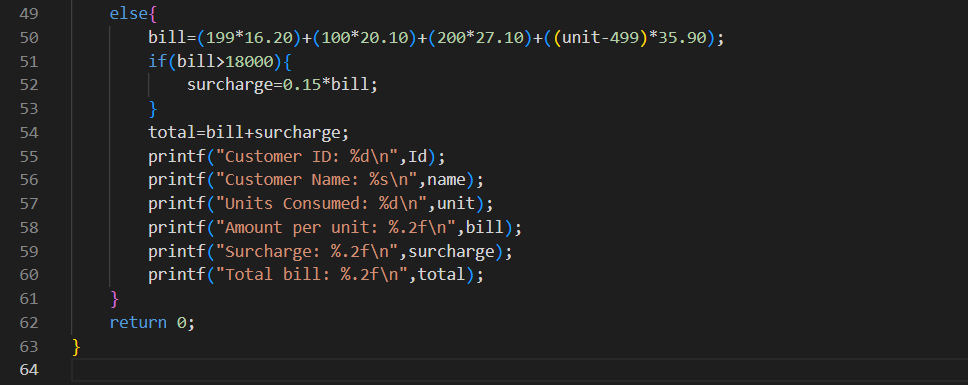 49 else{
50 bill=(199*16.20)+(100*20.10)+(200*27.10)+((unit-499)*35.90);
51 if(bill>18000){
52 surcharge=0.15*bill;
53 }
54 total=bill+surcharge;
55 printf("Customer ID: %d\n",Id);
56 printf("Customer Name: %s\n",name);
57 printf("Units Consumed: %d\n",unit);
58 printf("Amount per unit: %.2f\n",bill);
59 printf("Surcharge: %.2f\n",surcharge);
60 printf("Total bill: %.2f\n",total);
61 }
62 return 0;
63 }
64